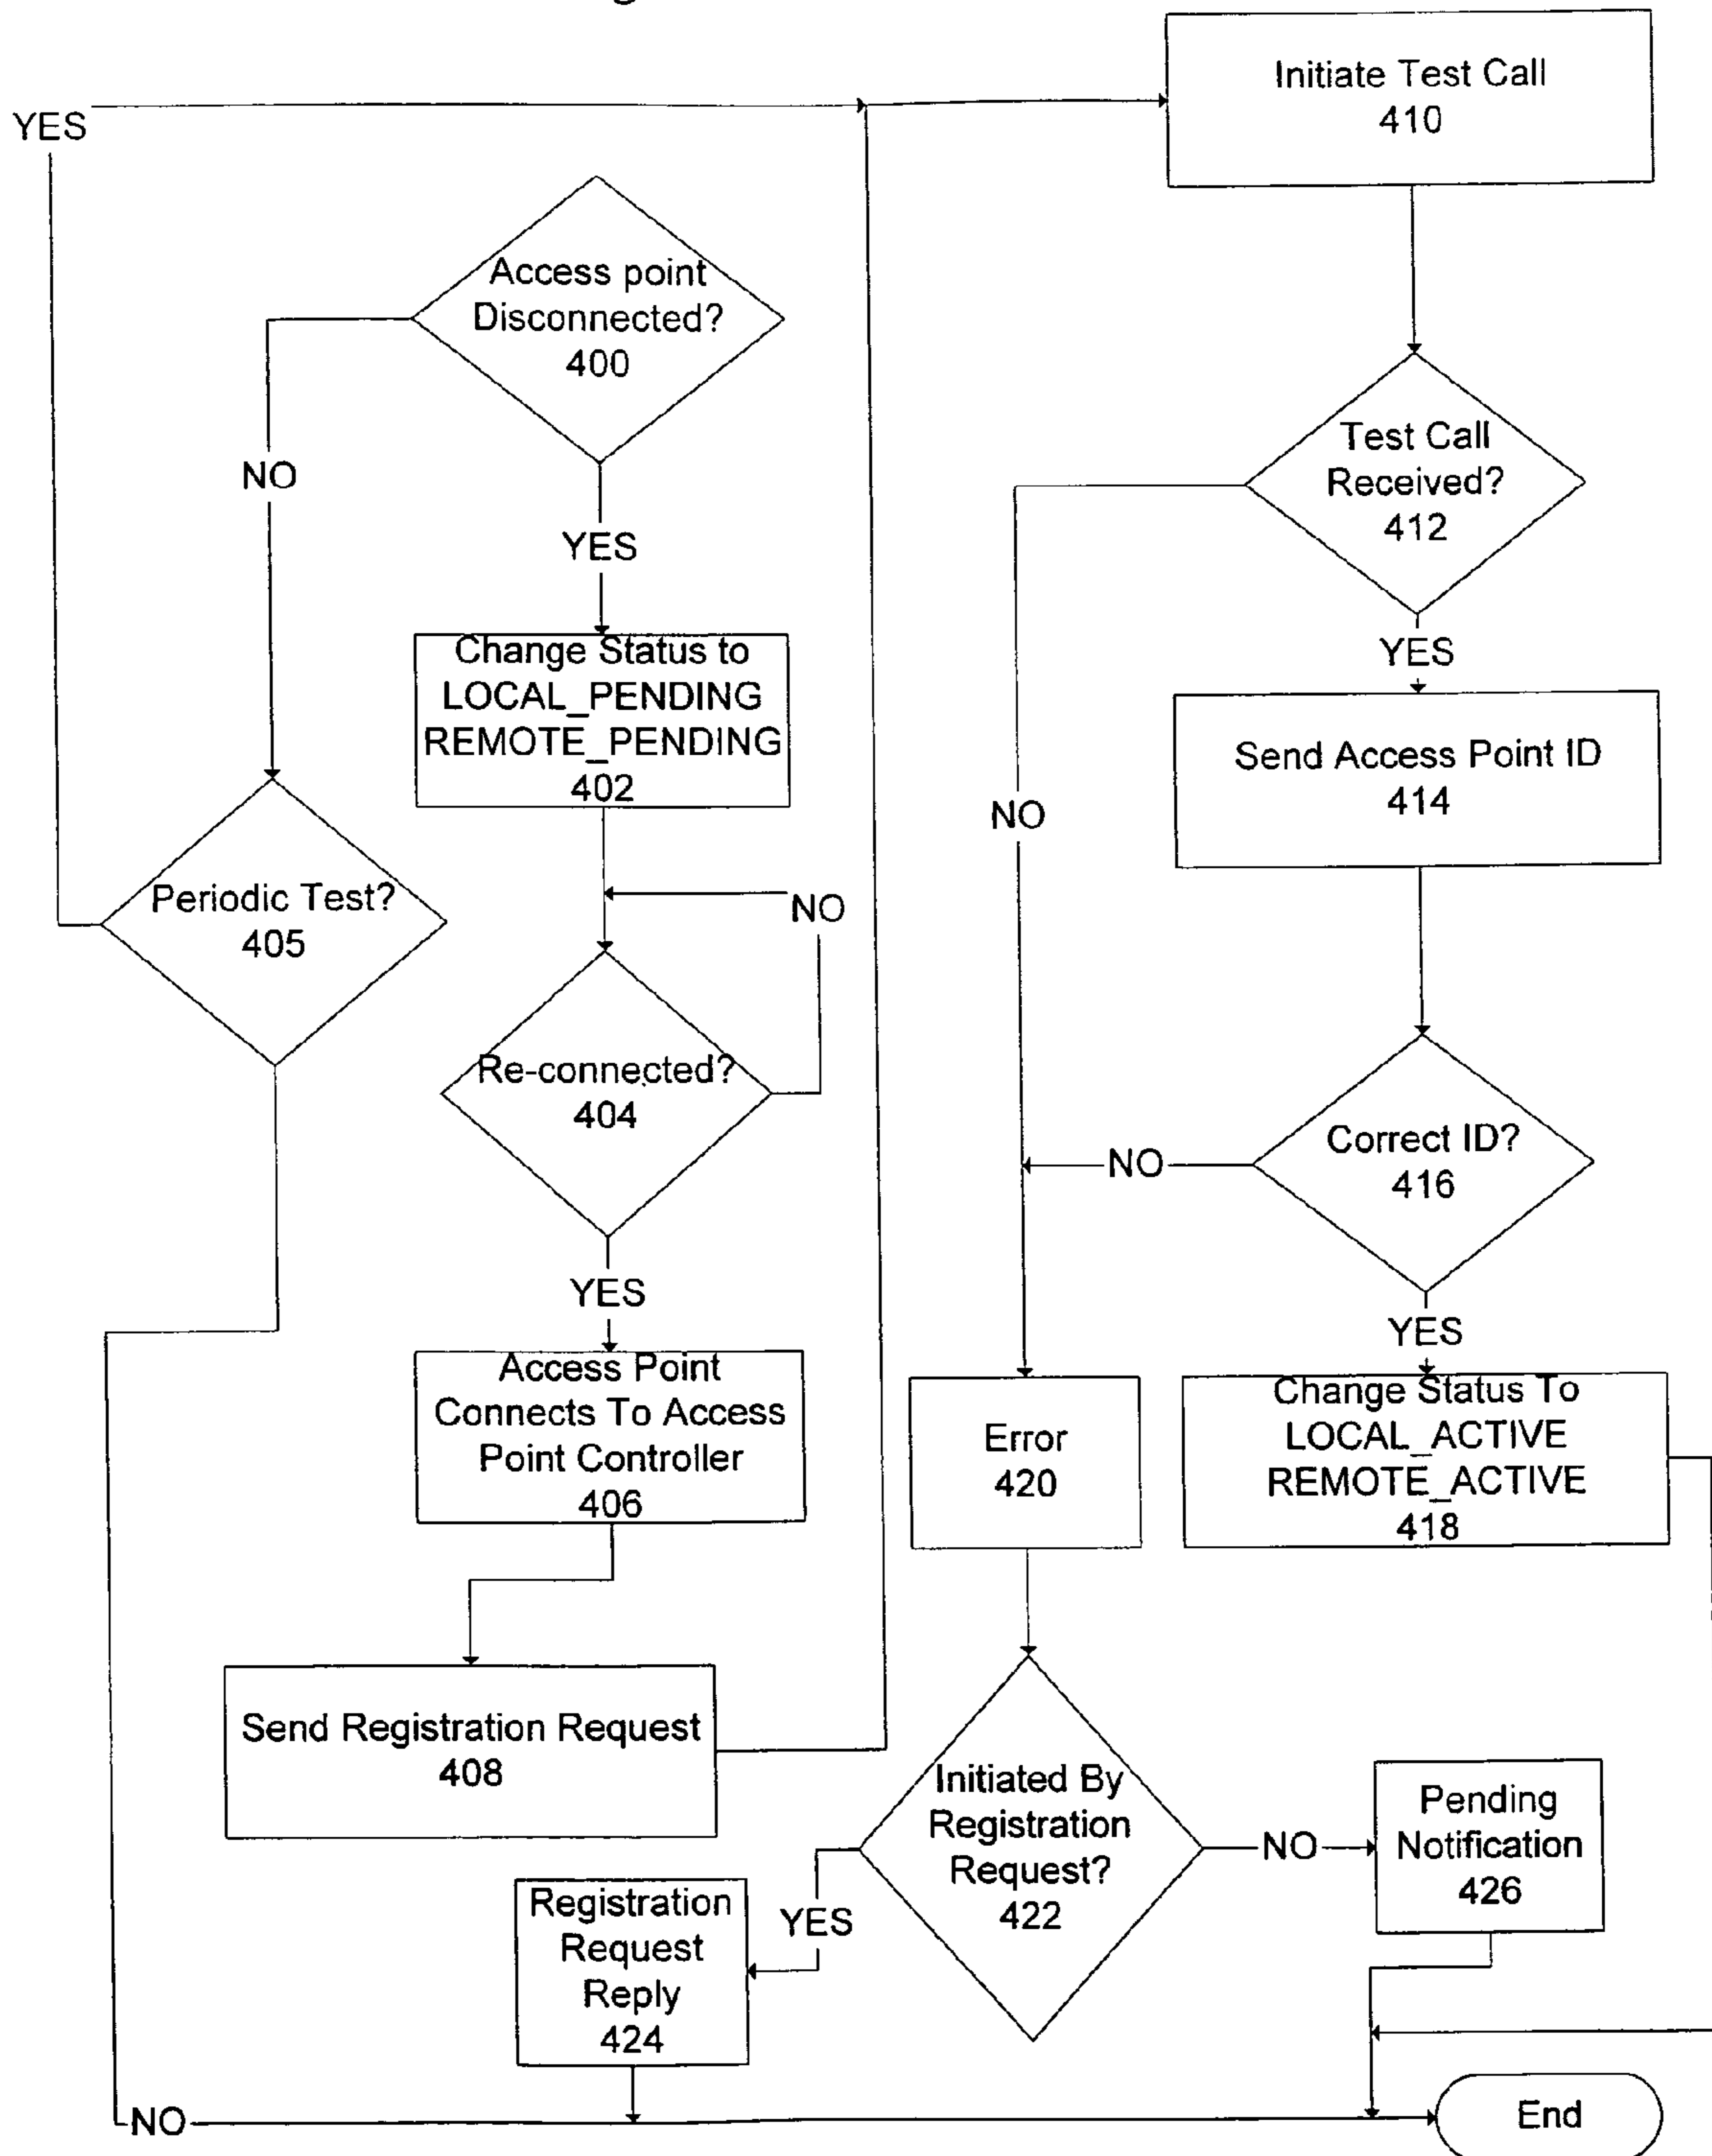 Initiate Test Call
410
YES
Access point
Disconnected?
400
NO
YES
Test Call
Received?
412
YES
NO
Change Status to
LOCAL_PENDING
REMOTE_PENDING
402
Send Access Point ID
414
Periodic Test?
405
NO
Re-connected?
404
YES
Correct ID?
416
NO
YES
Access Point
Connects To Access
Point Controller
406
Error
420
Change Status To
LOCAL_ACTIVE
REMOTE_ACTIVE
418
Send Registration Request
408
Initiated By
Registration
Request?
422
NO
Pending
Notification
426
YES
Registration
Request
Reply
424
NO
End